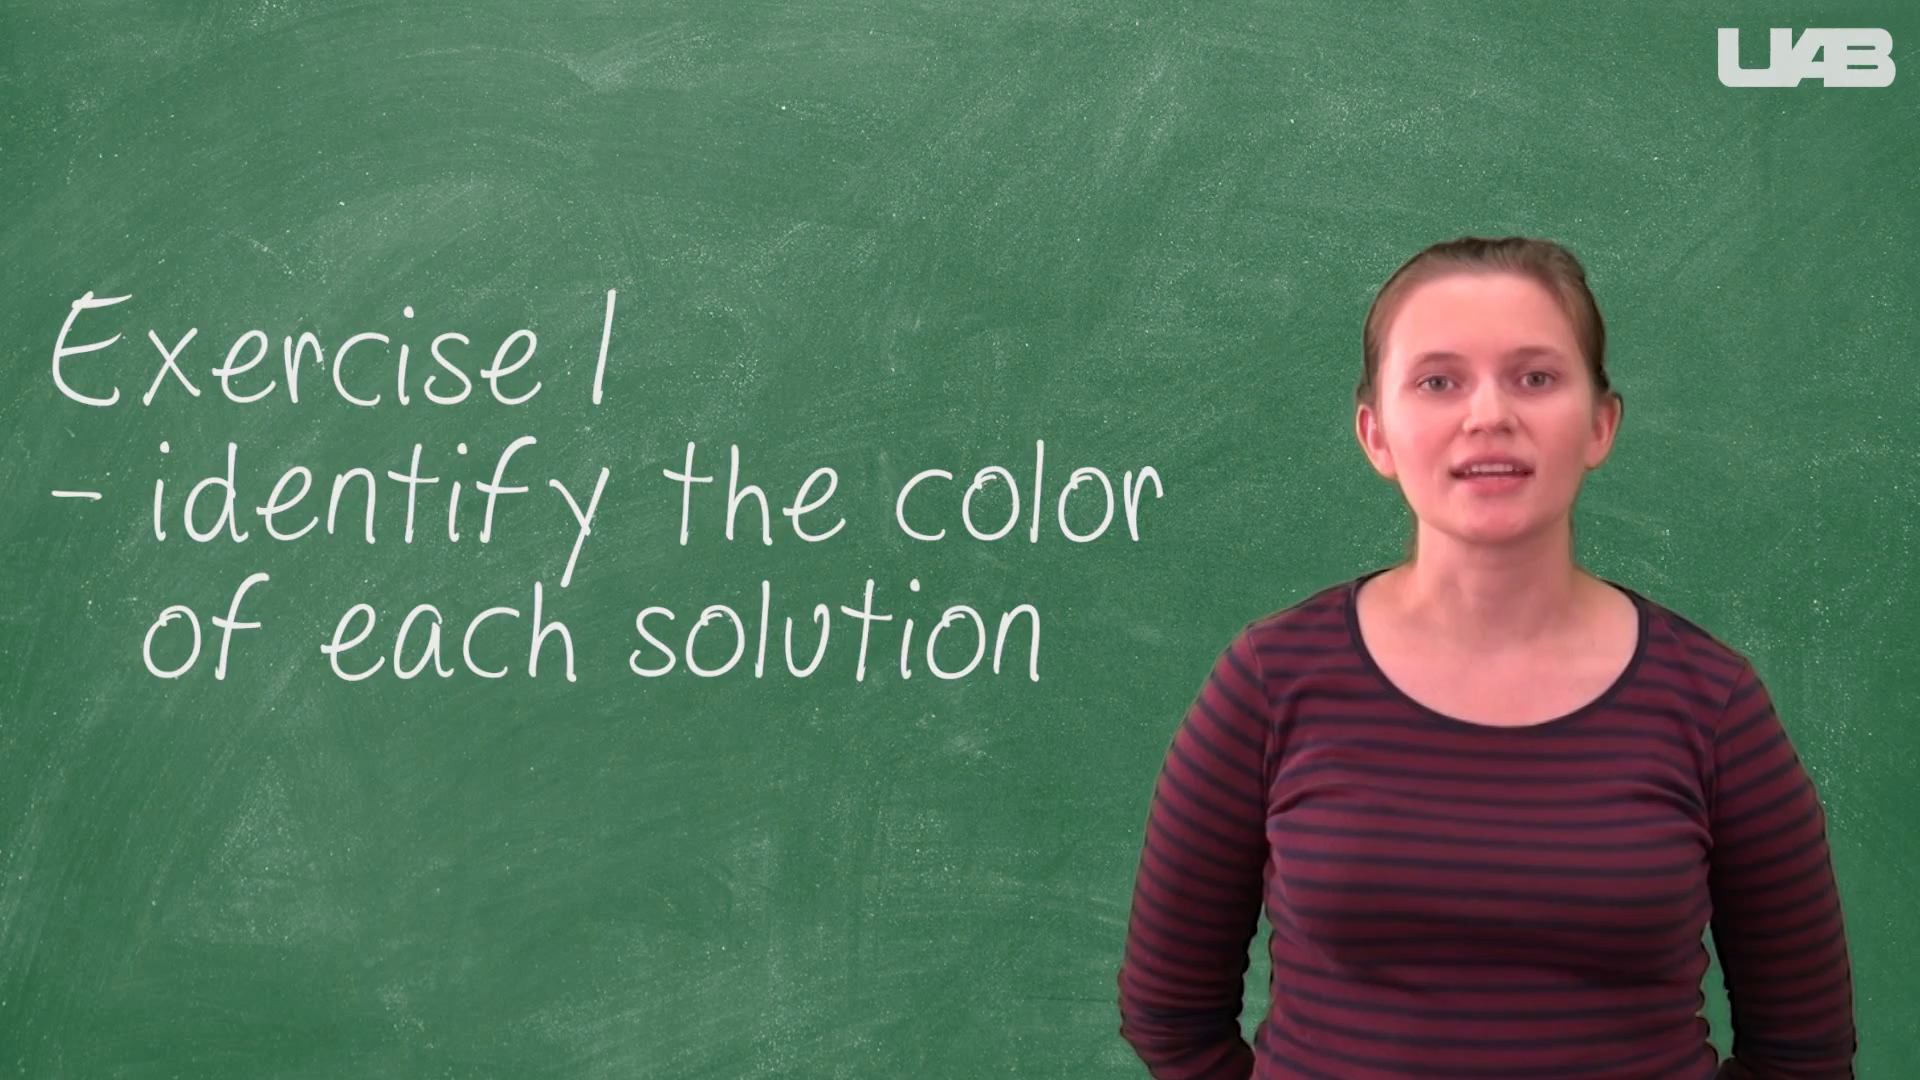 UAB
Exercise 1
- identify the color
of each solution